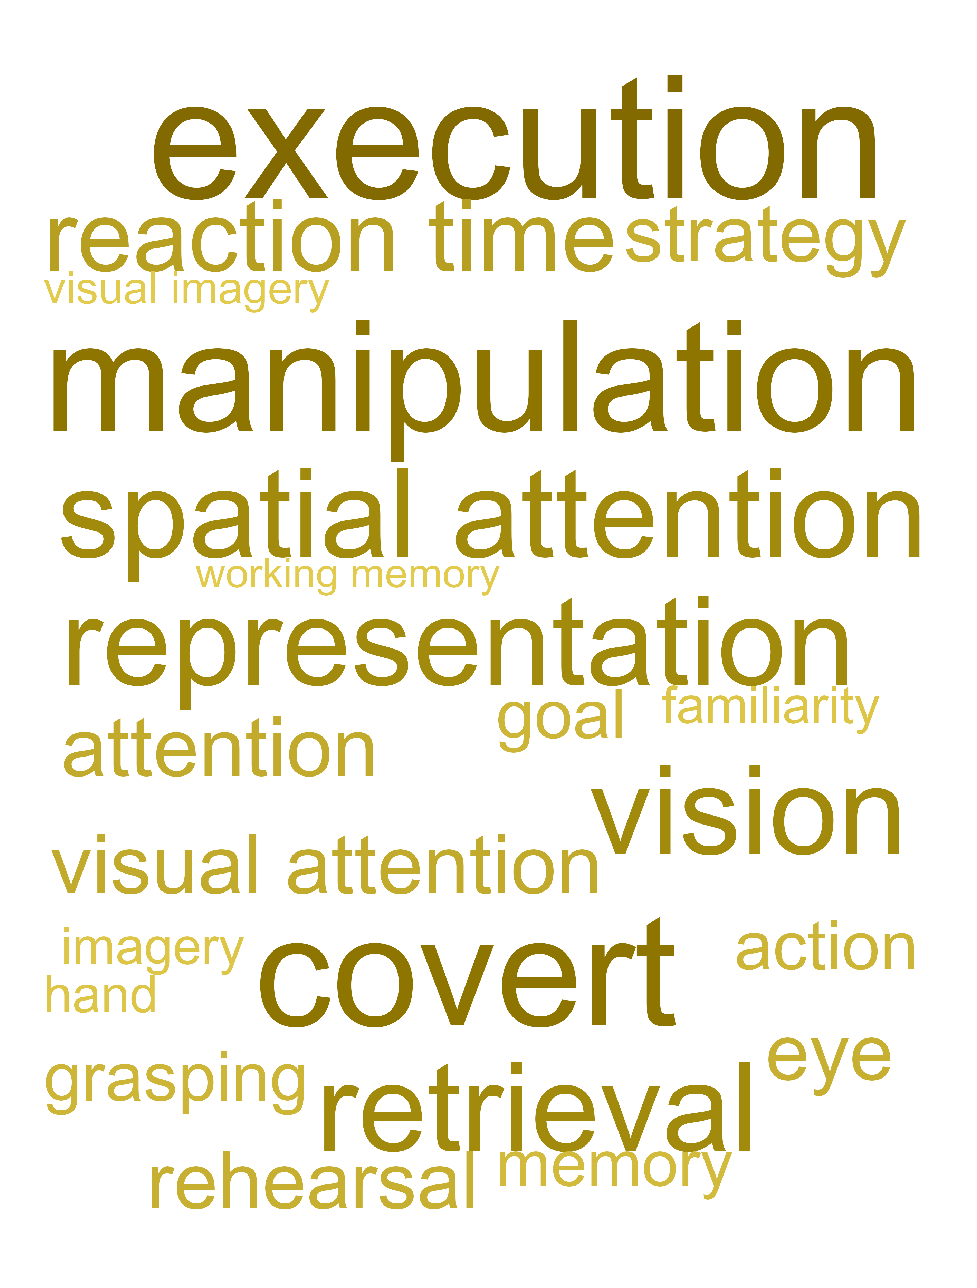 execution
reaction time strategy
visual imagery
manipulation
spatial attention
working memory
representation
goal familiarity
attention
vision
visual attention
imagery covert action
hand
grasping retrieval eye
rehearsal memory